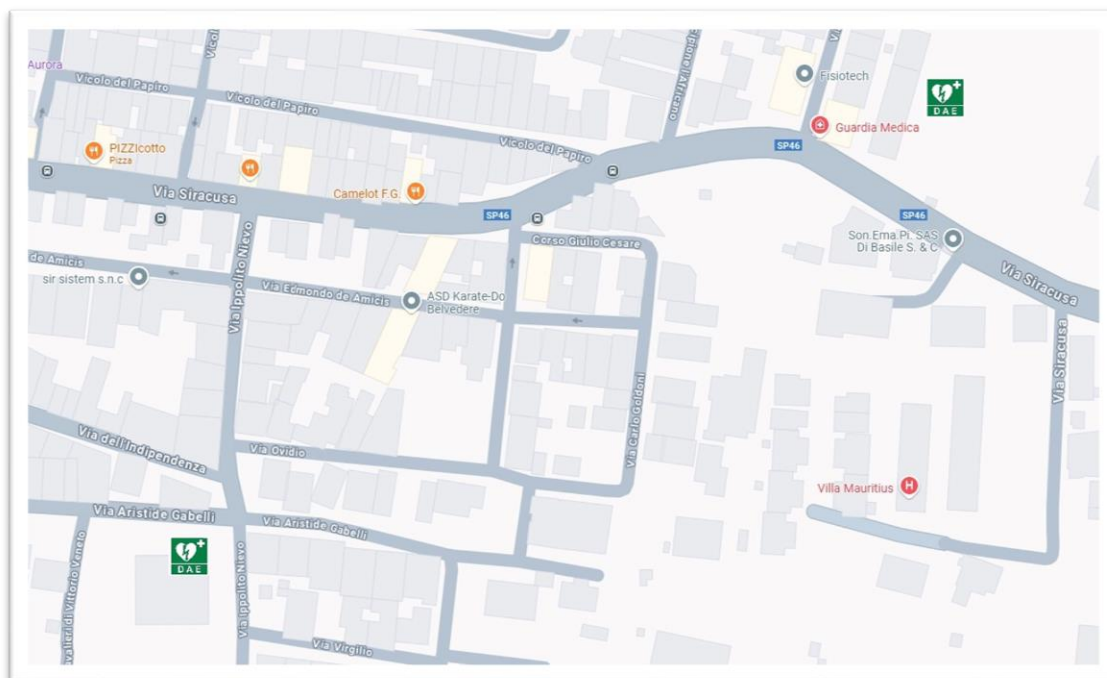 Aurora
Vicolo del Papiro
Vicolo del Papiro
Vicolo del Papiro
Fisiotech
DAE
Guardia Medica
SP46
PIZZIcotto
Pizza
Camelot F.G.
Via Siracusa
SP46
SP46
Corso Giulio Cesare
Son.Ema.Pi. SAS
Di Basile S. & C
Via Siracusa
de Amicis
sir sistem s.n.c
Via Ippolito Nievo
Via Edmondo de Amicis
ASD Karate-Do
Belvedere
Via Siracusa
Via Carlo Goldoni
Via dell'Indipendenza
Via Ovidio
Villa Mauritius
H
Via Aristide Gabelli
Via Aristide Gabelli
DAE
Via Ippolito Nievo
Via Virgilio